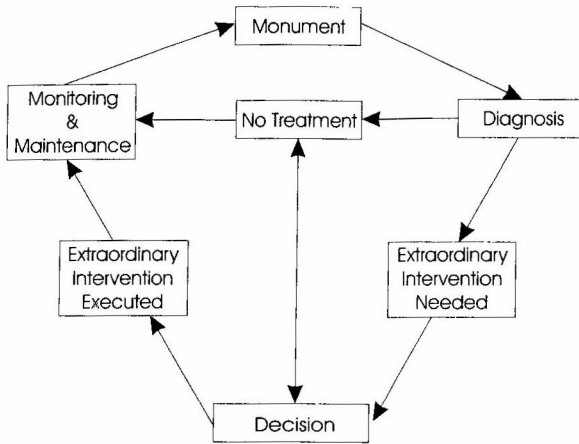 Monument
Monitoring
&
Maintenance
No Treatment
Diagnosis
Extraordinary
Intervention
Executed
Extraordinary
Intervention
Needed
Decision